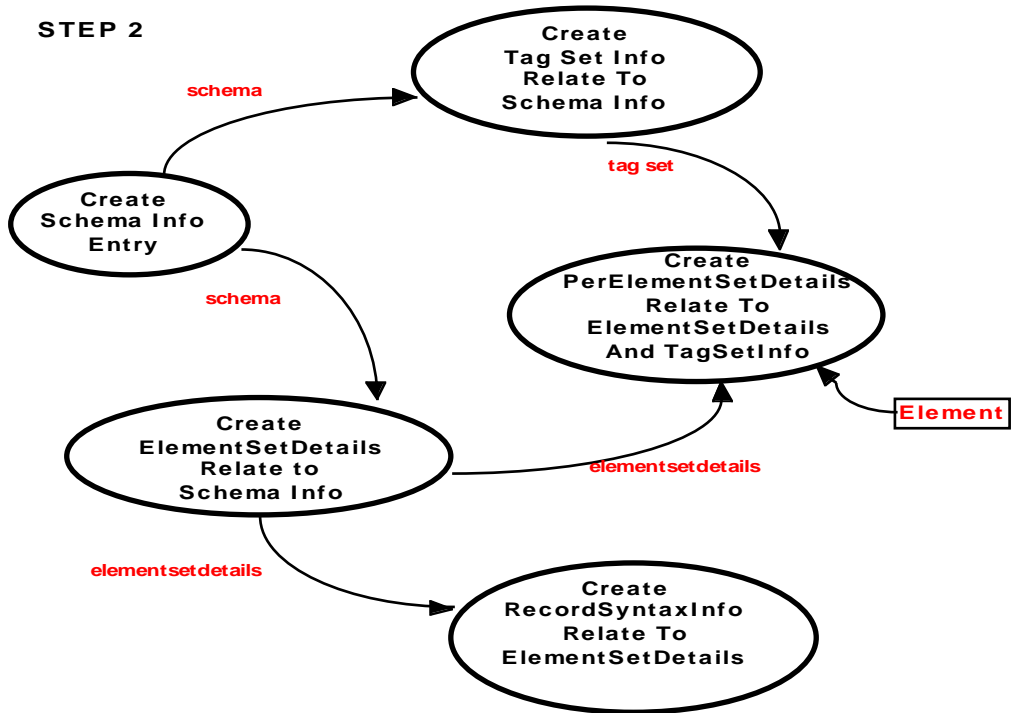 STEP 2
Create
Tag Set Info
Relate To
Schema Info
schema
tag set
Create
Schema Info
Entry
schema
Create
PerElementSetDetails
Relate To
ElementSetDetails
And TagSetInfo
Element
Create
ElementSetDetails
Relate to
Schema Info
elementsetdetails
elementsetdetails
Create
RecordSyntaxInfo
Relate To
ElementSetDetails